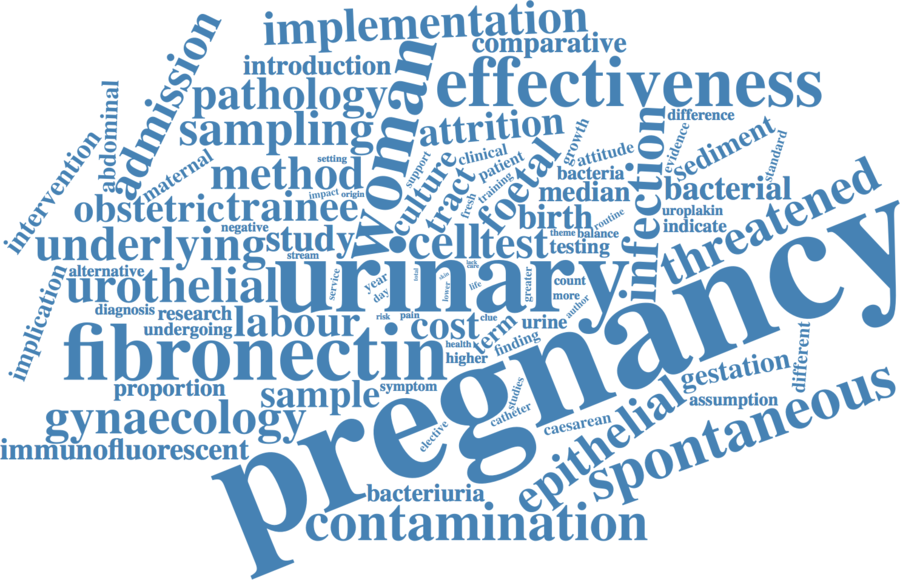 implementation
comparative
introduction
admission
woman
effectiveness
pathology
abdominal
sampling
attrition
difference
intervention
maternal
method
setting
support
culture
clinical
growth
attitude
infection
evidence
sediment
standard
patient
tract
training
foetal
bacteria
impact
origin
fresh
median
bacterial
obstetric
trainee
birth
routine
uroplakin
threatened
negative
theme
balance
indicate
underlying
study
cell
test
testing
stream
alternative
urothelial
urinary
service
year
day
total
skin
lack
care
lower
life
greater
count
more
author
implication
diagnosis
research
undergoing
labour
risk
pain
cost
clue
term
urine
finding
pregnancy
fibronectin
health
higher
different
proportion
sample
symptom
studies
gestation
assumption
gynaecology
elective
catheter
caesarean
epithelial
spontaneous
immunofluorescent
bacteriuria
contamination